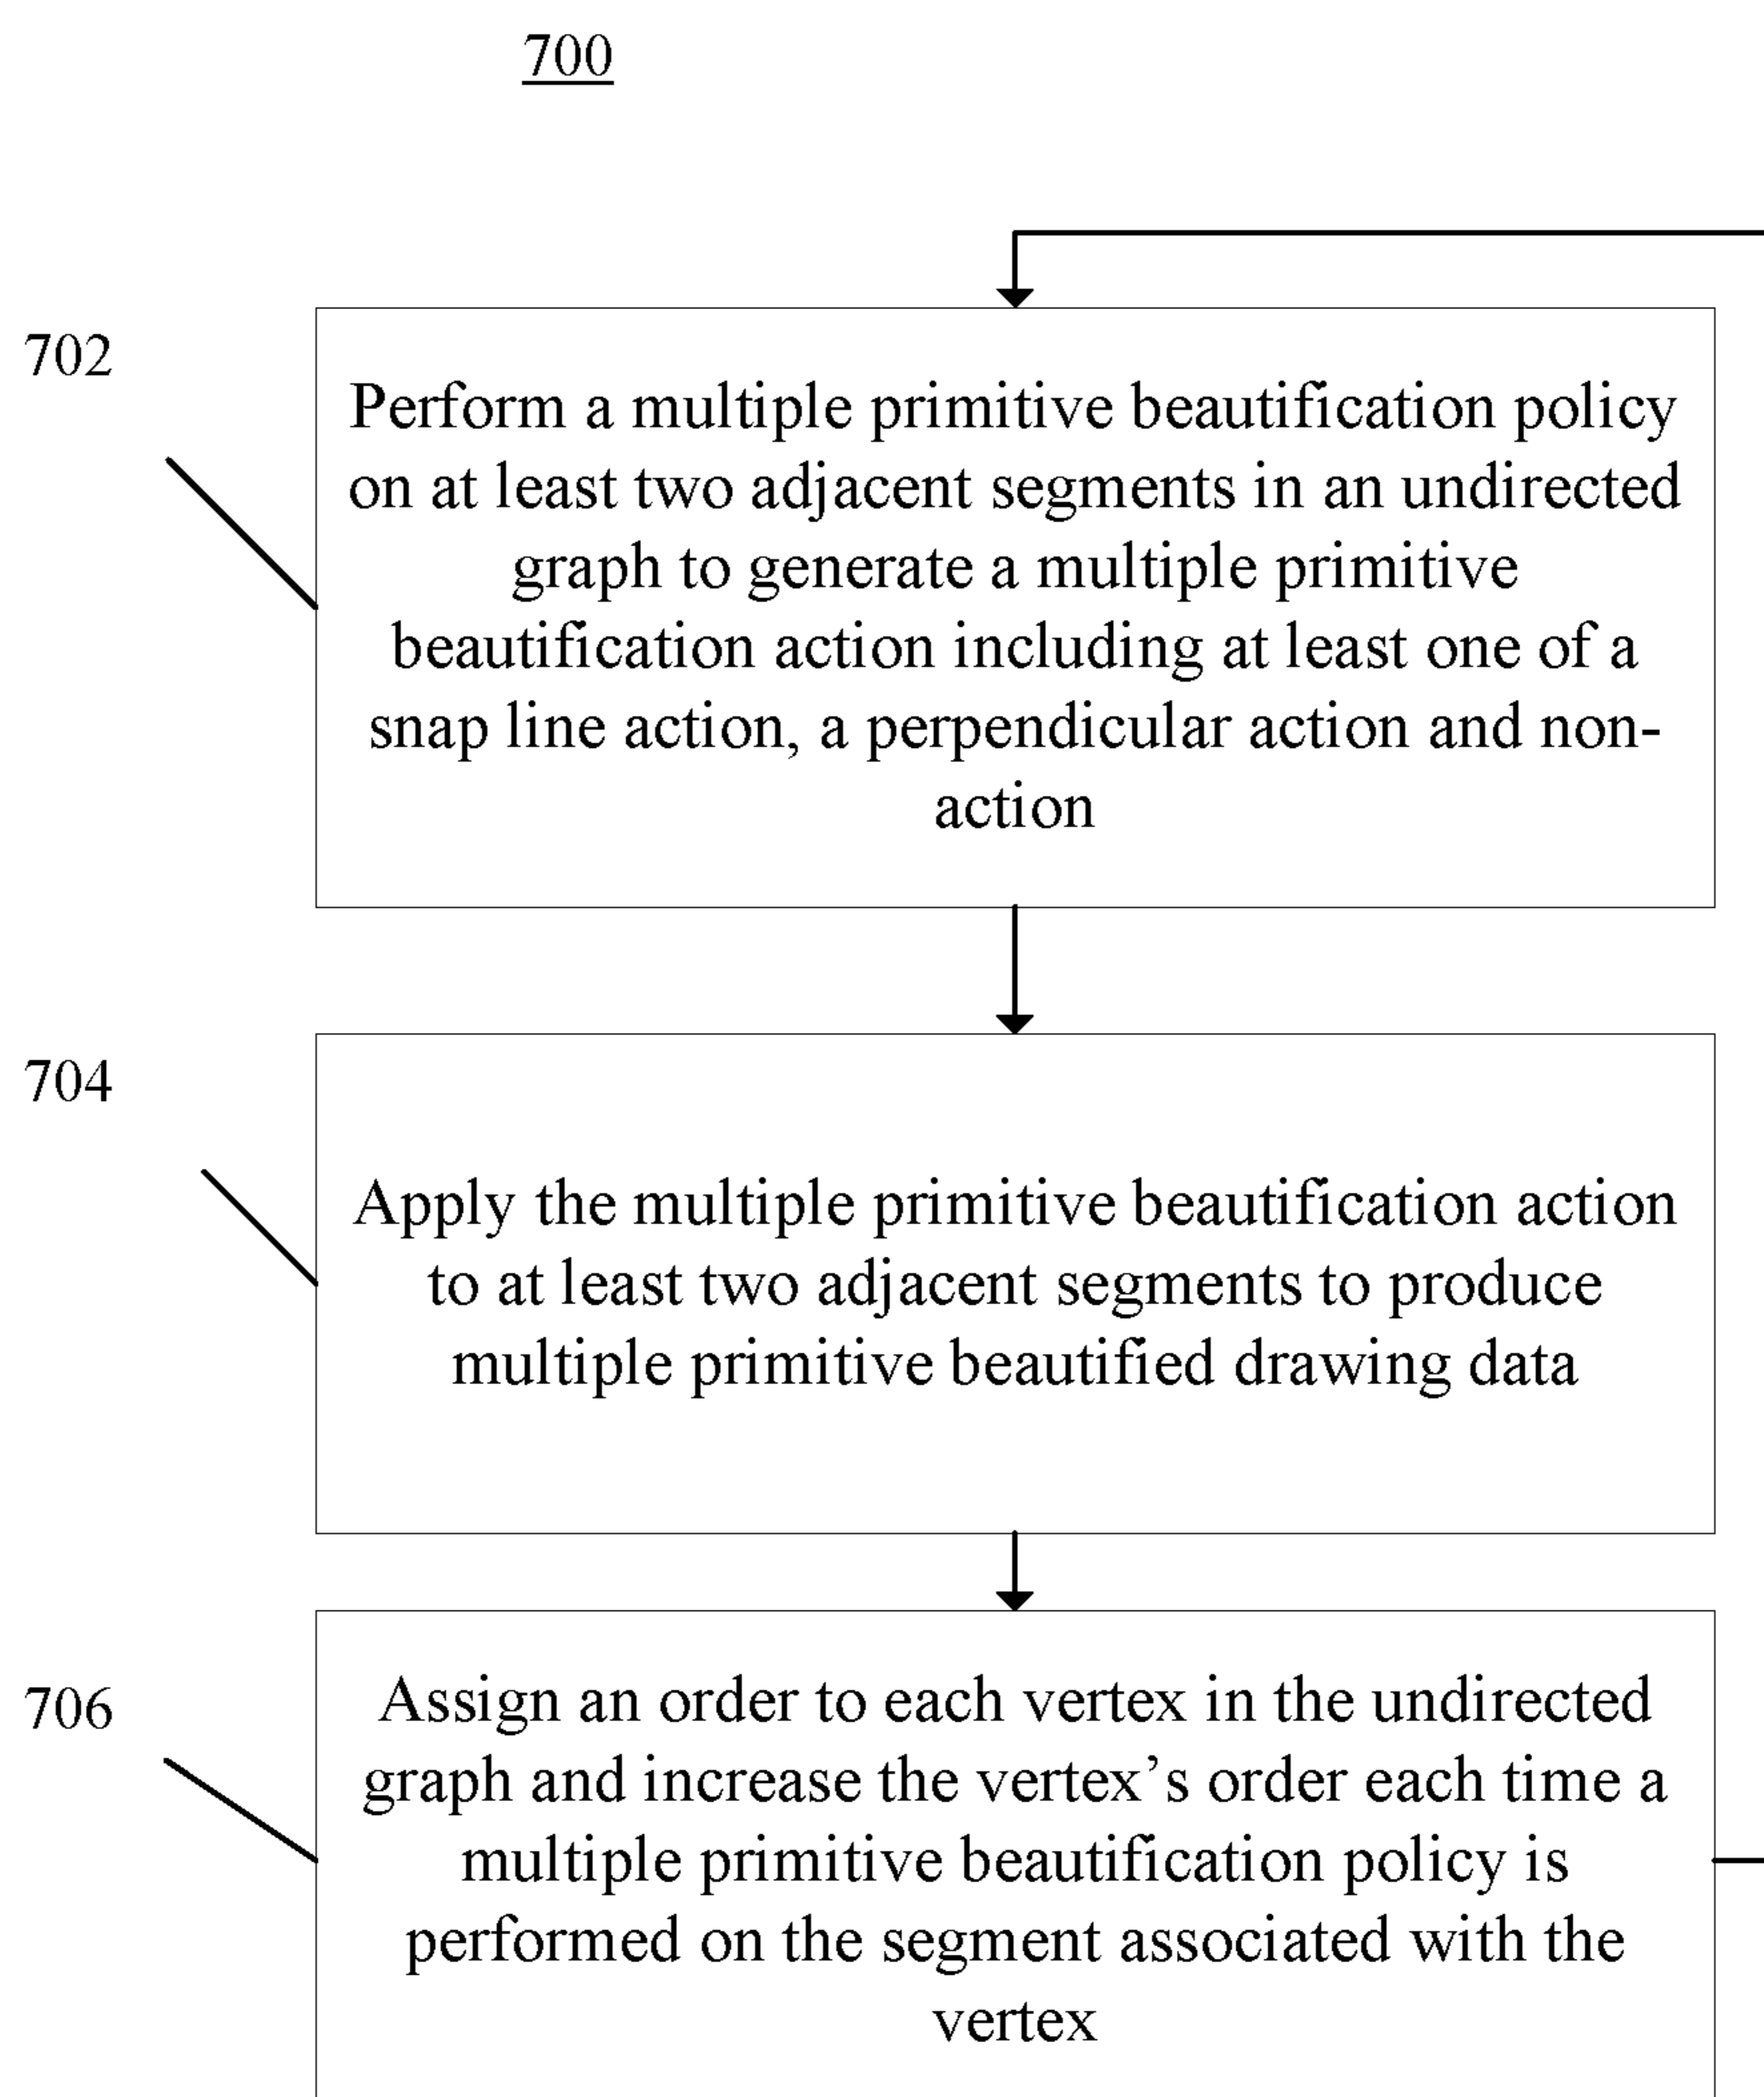 700
702
Perform a multiple primitive beautification policy
on at least two adjacent segments in an undirected
graph to generate a multiple primitive
beautification action including at least one of a
snap line action, a perpendicular action and non-
action
704
Apply the multiple primitive beautification action
to at least two adjacent segments to produce
multiple primitive beautified drawing data
706
Assign an order to each vertex in the undirected
graph and increase the vertex’s order each time a
multiple primitive beautification policy is
performed on the segment associated with the
vertex